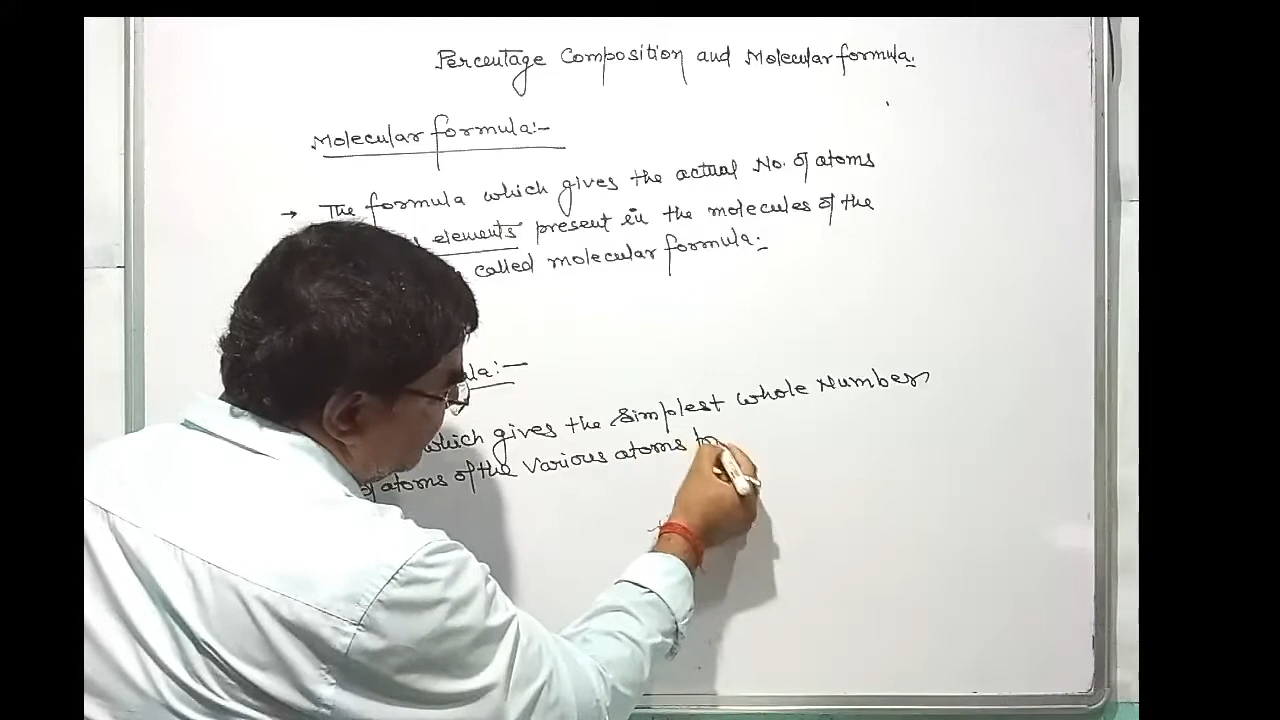 Percentage Composition and Molecular formula.
Molecular formula:-
→ The formula which gives the actual No. of atoms
elements present in the molecules of the
called molecular formula.
ula:-
which gives the simplest whole Number
of atoms of the various atoms